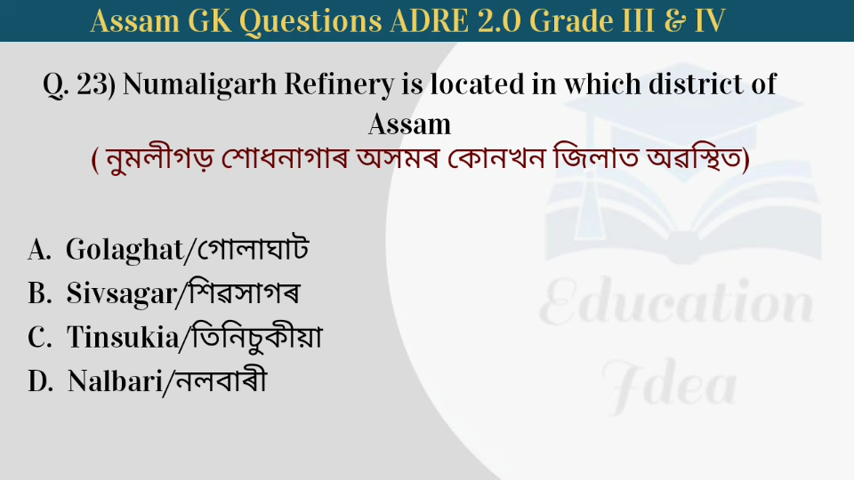 Assam GK Questions ADRE 2.0 Grade III & IV
Q. 23) Numaligarh Refinery is located in which district of
Assam
( নুমলীগড় শোধনাগাৰ অসমৰ কোনখন জিলাত অৱস্থিত)
A. Golaghat/গোলাঘাট
B. Sivsagar/শিৱসাগৰ
C. Tinsukia/তিনিচুকীয়া
D. Nalbari/নলবাৰী
Education
Idea